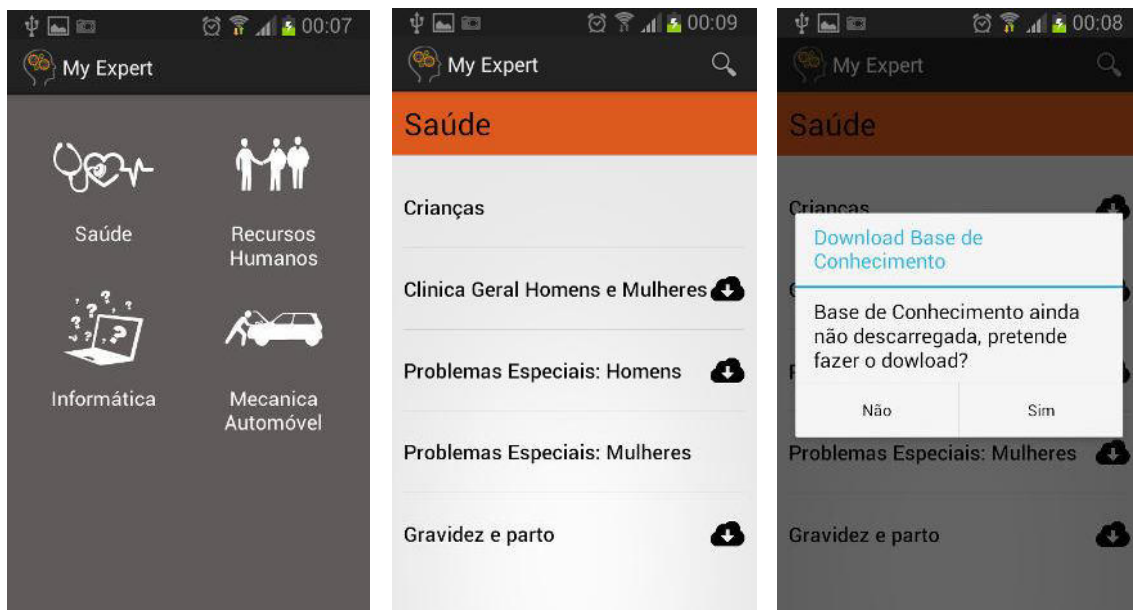 00:07
My Expert
Saúde
Recursos
Humanos
Informática
Mecanica
Automóvel
00:09
My Expert
Saúde
Crianças
Clinica Geral Homens e Mulheres
Problemas Especiais: Homens
Problemas Especiais: Mulheres
Gravidez e parto
00:08
My Expert
Saúde
Crianças
Download Base de
Conhecimento
Base de Conhecimento ainda
não descarregada, pretende
fazer o dowload?
Não
Sim
Problemas Especiais: Mulheres
Gravidez e parto